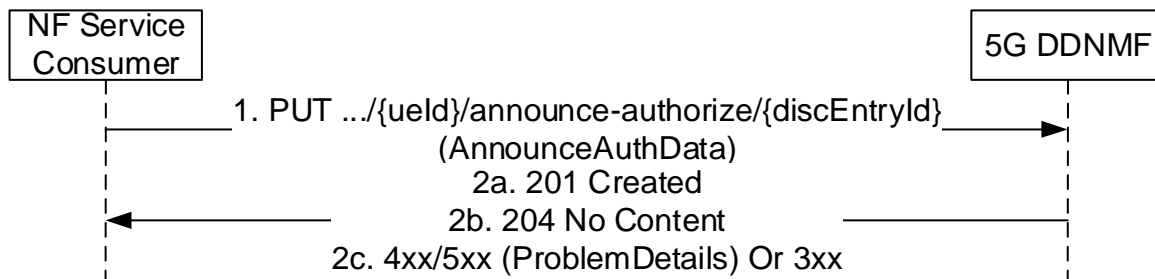 NF Service
Consumer
5G DDNMF
1. PUT .../{ueId}/announce-authorize/{discEntryId}
(AnnounceAuthData)
2a. 201 Created
2b. 204 No Content
2c. 4xx/5xx (ProblemDetails) Or 3xx